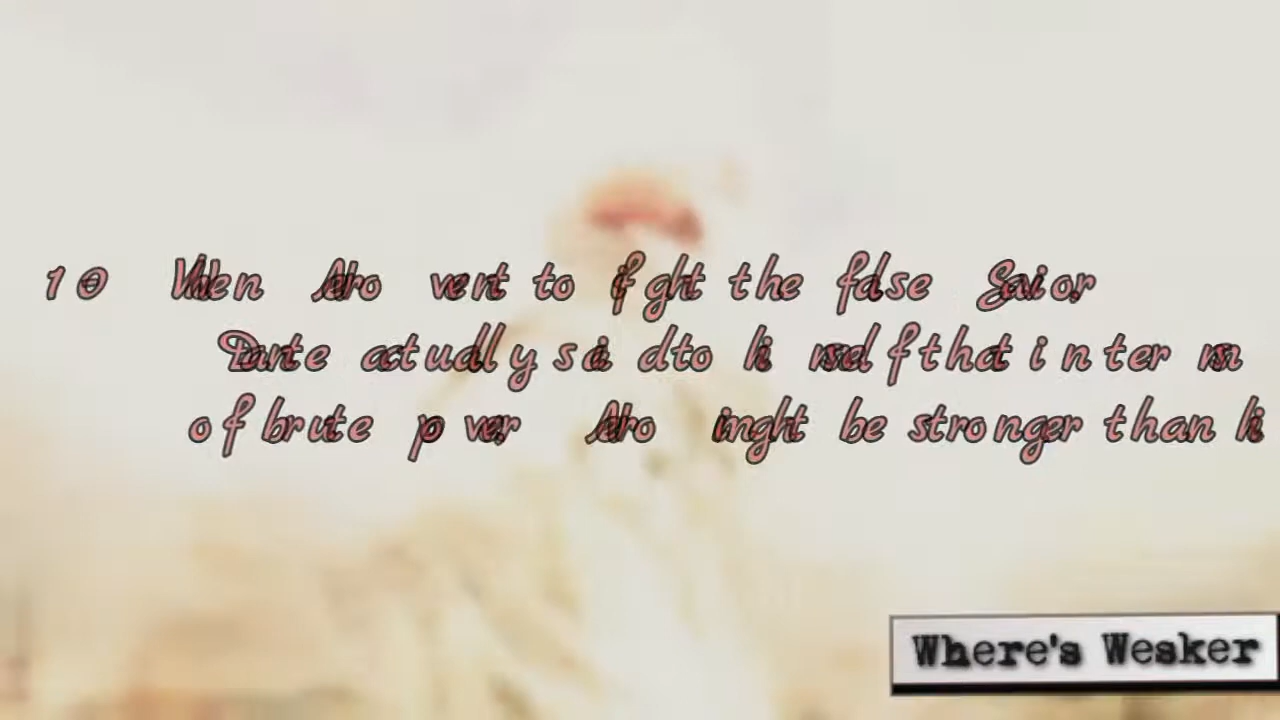 10 When Nero went to fight the false Savior,
Dante actually said to himself that in terms
of brute power, Nero might be stronger than hi
Where's Wesker